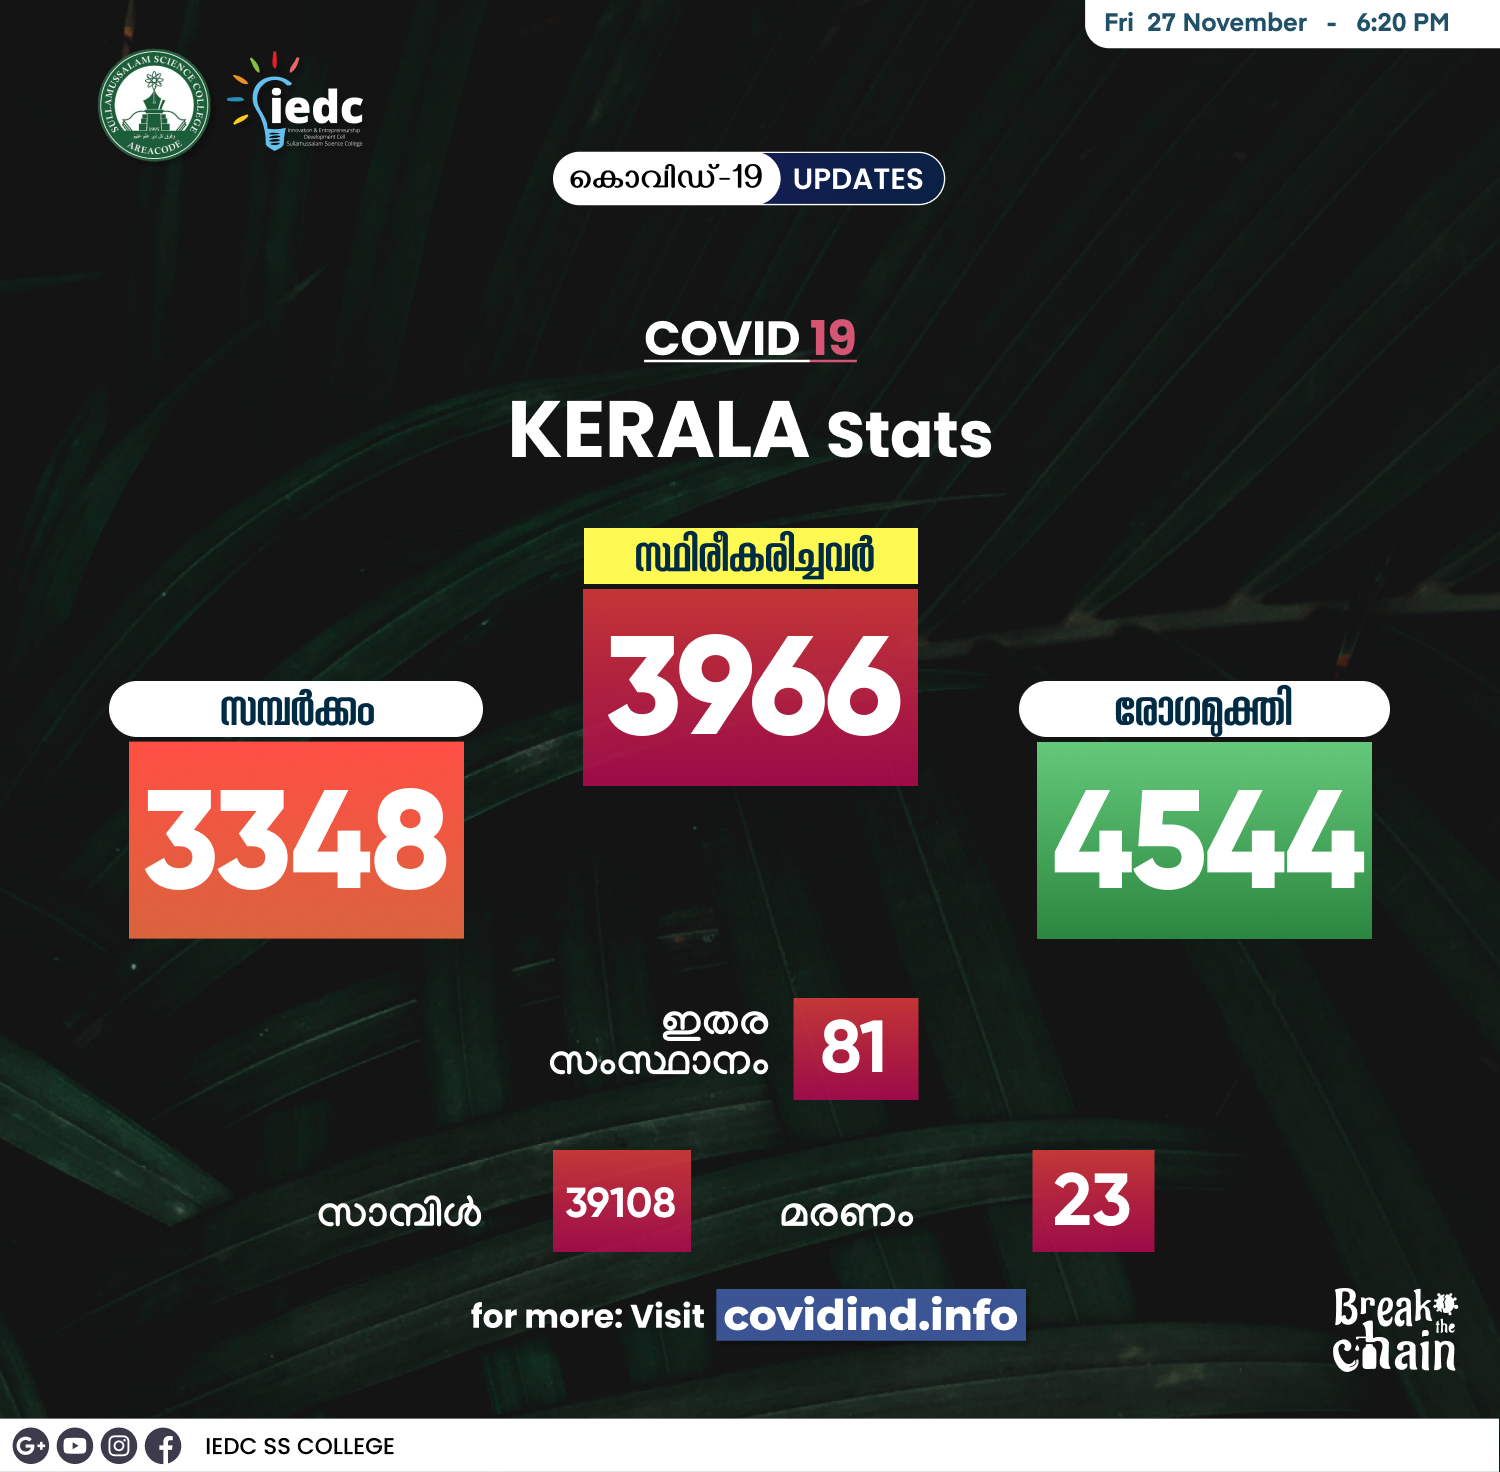 Fri 27 November - 6:20 PM
SULLAMUSSALAM SCIENCE COLLEGE
1995
AREACODE
iedc
Innovation & Entrepreneurship
Development Cell
Sullamussalam Science College
കൊവിഡ്-19 UPDATES
COVID 19
KERALA Stats
സ്ഥിരീകരിച്ചവർ
3966
സമ്പർക്കം
3348
രോഗമുക്തി
4544
ഇതര
സംസ്ഥാനം
81
സാമ്പിൾ 39108
മരണം 23
for more: Visit covidind.info
Break
the
chain
G+ IEDC SS COLLEGE